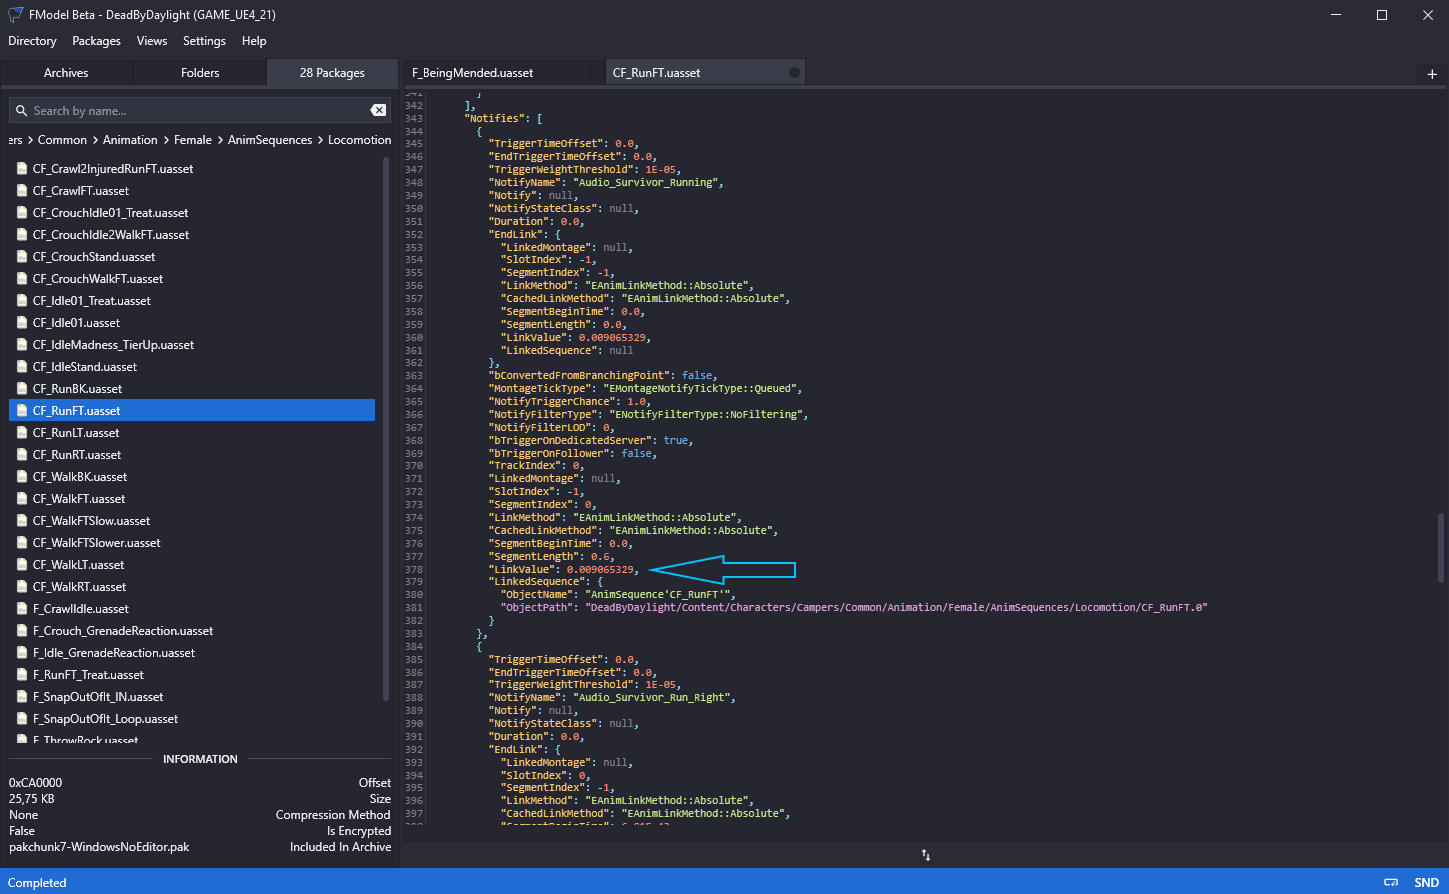 FModel Beta - DeadByDaylight (GAME_UE4_21)
Directory Packages Views Settings Help
Archives Folders 28 Packages
Search by name...
ers > Common > Animation > Female > AnimSequences > Locomotion
CF_Crawl2InjuredRunFT.uasset
CF_CrawlFT.uasset
CF_CrouchIdle01_Treat.uasset
CF_CrouchIdle2WalkFT.uasset
CF_CrouchStand.uasset
CF_CrouchWalkFT.uasset
CF_Idle01_Treat.uasset
CF_Idle01.uasset
CF_IdleMadness_TierUp.uasset
CF_IdleStand.uasset
CF_RunBK.uasset
CF_RunFT.uasset
CF_RunLT.uasset
CF_RunRT.uasset
CF_WalkBK.uasset
CF_WalkFT.uasset
CF_WalkFTSlow.uasset
CF_WalkFTSlower.uasset
CF_WalkLT.uasset
CF_WalkRT.uasset
F_CrawlIdle.uasset
F_Crouch_GrenadeReaction.uasset
F_Idle_GrenadeReaction.uasset
F_RunFT_Treat.uasset
F_SnapOutOfIt_IN.uasset
F_SnapOutOfIt_Loop.uasset
F_ThrowRock.uasset
INFORMATION
0xCA0000 Offset
25,75 KB Size
None Compression Method
False Is Encrypted
pakchunk7-WindowsNoEditor.pak Included In Archive
F_BeingMended.uasset CF_RunFT.uasset
341 }
342 ],
343 "Notifies": [
344 {
345 "TriggerTimeOffset": 0.0,
346 "EndTriggerTimeOffset": 0.0,
347 "TriggerWeightThreshold": 1E-05,
348 "NotifyName": "Audio_Survivor_Running",
349 "Notify": null,
350 "NotifyStateClass": null,
351 "Duration": 0.0,
352 "EndLink": {
353 "LinkedMontage": null,
354 "SlotIndex": -1,
355 "SegmentIndex": -1,
356 "LinkMethod": "EAnimLinkMethod::Absolute",
357 "CachedLinkMethod": "EAnimLinkMethod::Absolute",
358 "SegmentBeginTime": 0.0,
359 "SegmentLength": 0.0,
360 "LinkValue": 0.009065329,
361 "LinkedSequence": null
362 },
363 "bConvertedFromBranchingPoint": false,
364 "MontageTickType": "EMontageNotifyTickType::Queued",
365 "NotifyTriggerChance": 1.0,
366 "NotifyFilterType": "ENotifyFilterType::NoFiltering",
367 "NotifyFilterLOD": 0,
368 "bTriggerOnDedicatedServer": true,
369 "bTriggerOnFollower": false,
370 "TrackIndex": 0,
371 "LinkedMontage": null,
372 "SlotIndex": -1,
373 "SegmentIndex": 0,
374 "LinkMethod": "EAnimLinkMethod::Absolute",
375 "CachedLinkMethod": "EAnimLinkMethod::Absolute",
376 "SegmentBeginTime": 0.0,
377 "SegmentLength": 0.6,
378 "LinkValue": 0.009065329,
379 "LinkedSequence": {
380 "ObjectName": "AnimSequence'CF_RunFT'",
381 "ObjectPath": "DeadByDaylight/Content/Characters/Campers/Common/Animation/Female/AnimSequences/Locomotion/CF_RunFT.0"
382 }
383 },
384 {
385 "TriggerTimeOffset": 0.0,
386 "EndTriggerTimeOffset": 0.0,
387 "TriggerWeightThreshold": 1E-05,
388 "NotifyName": "Audio_Survivor_Run_Right",
389 "Notify": null,
390 "NotifyStateClass": null,
391 "Duration": 0.0,
392 "EndLink": {
393 "LinkedMontage": null,
394 "SlotIndex": 0,
395 "SegmentIndex": -1,
396 "LinkMethod": "EAnimLinkMethod::Absolute",
397 "CachedLinkMethod": "EAnimLinkMethod::Absolute",
398 "SegmentBeginTime":
Completed SND